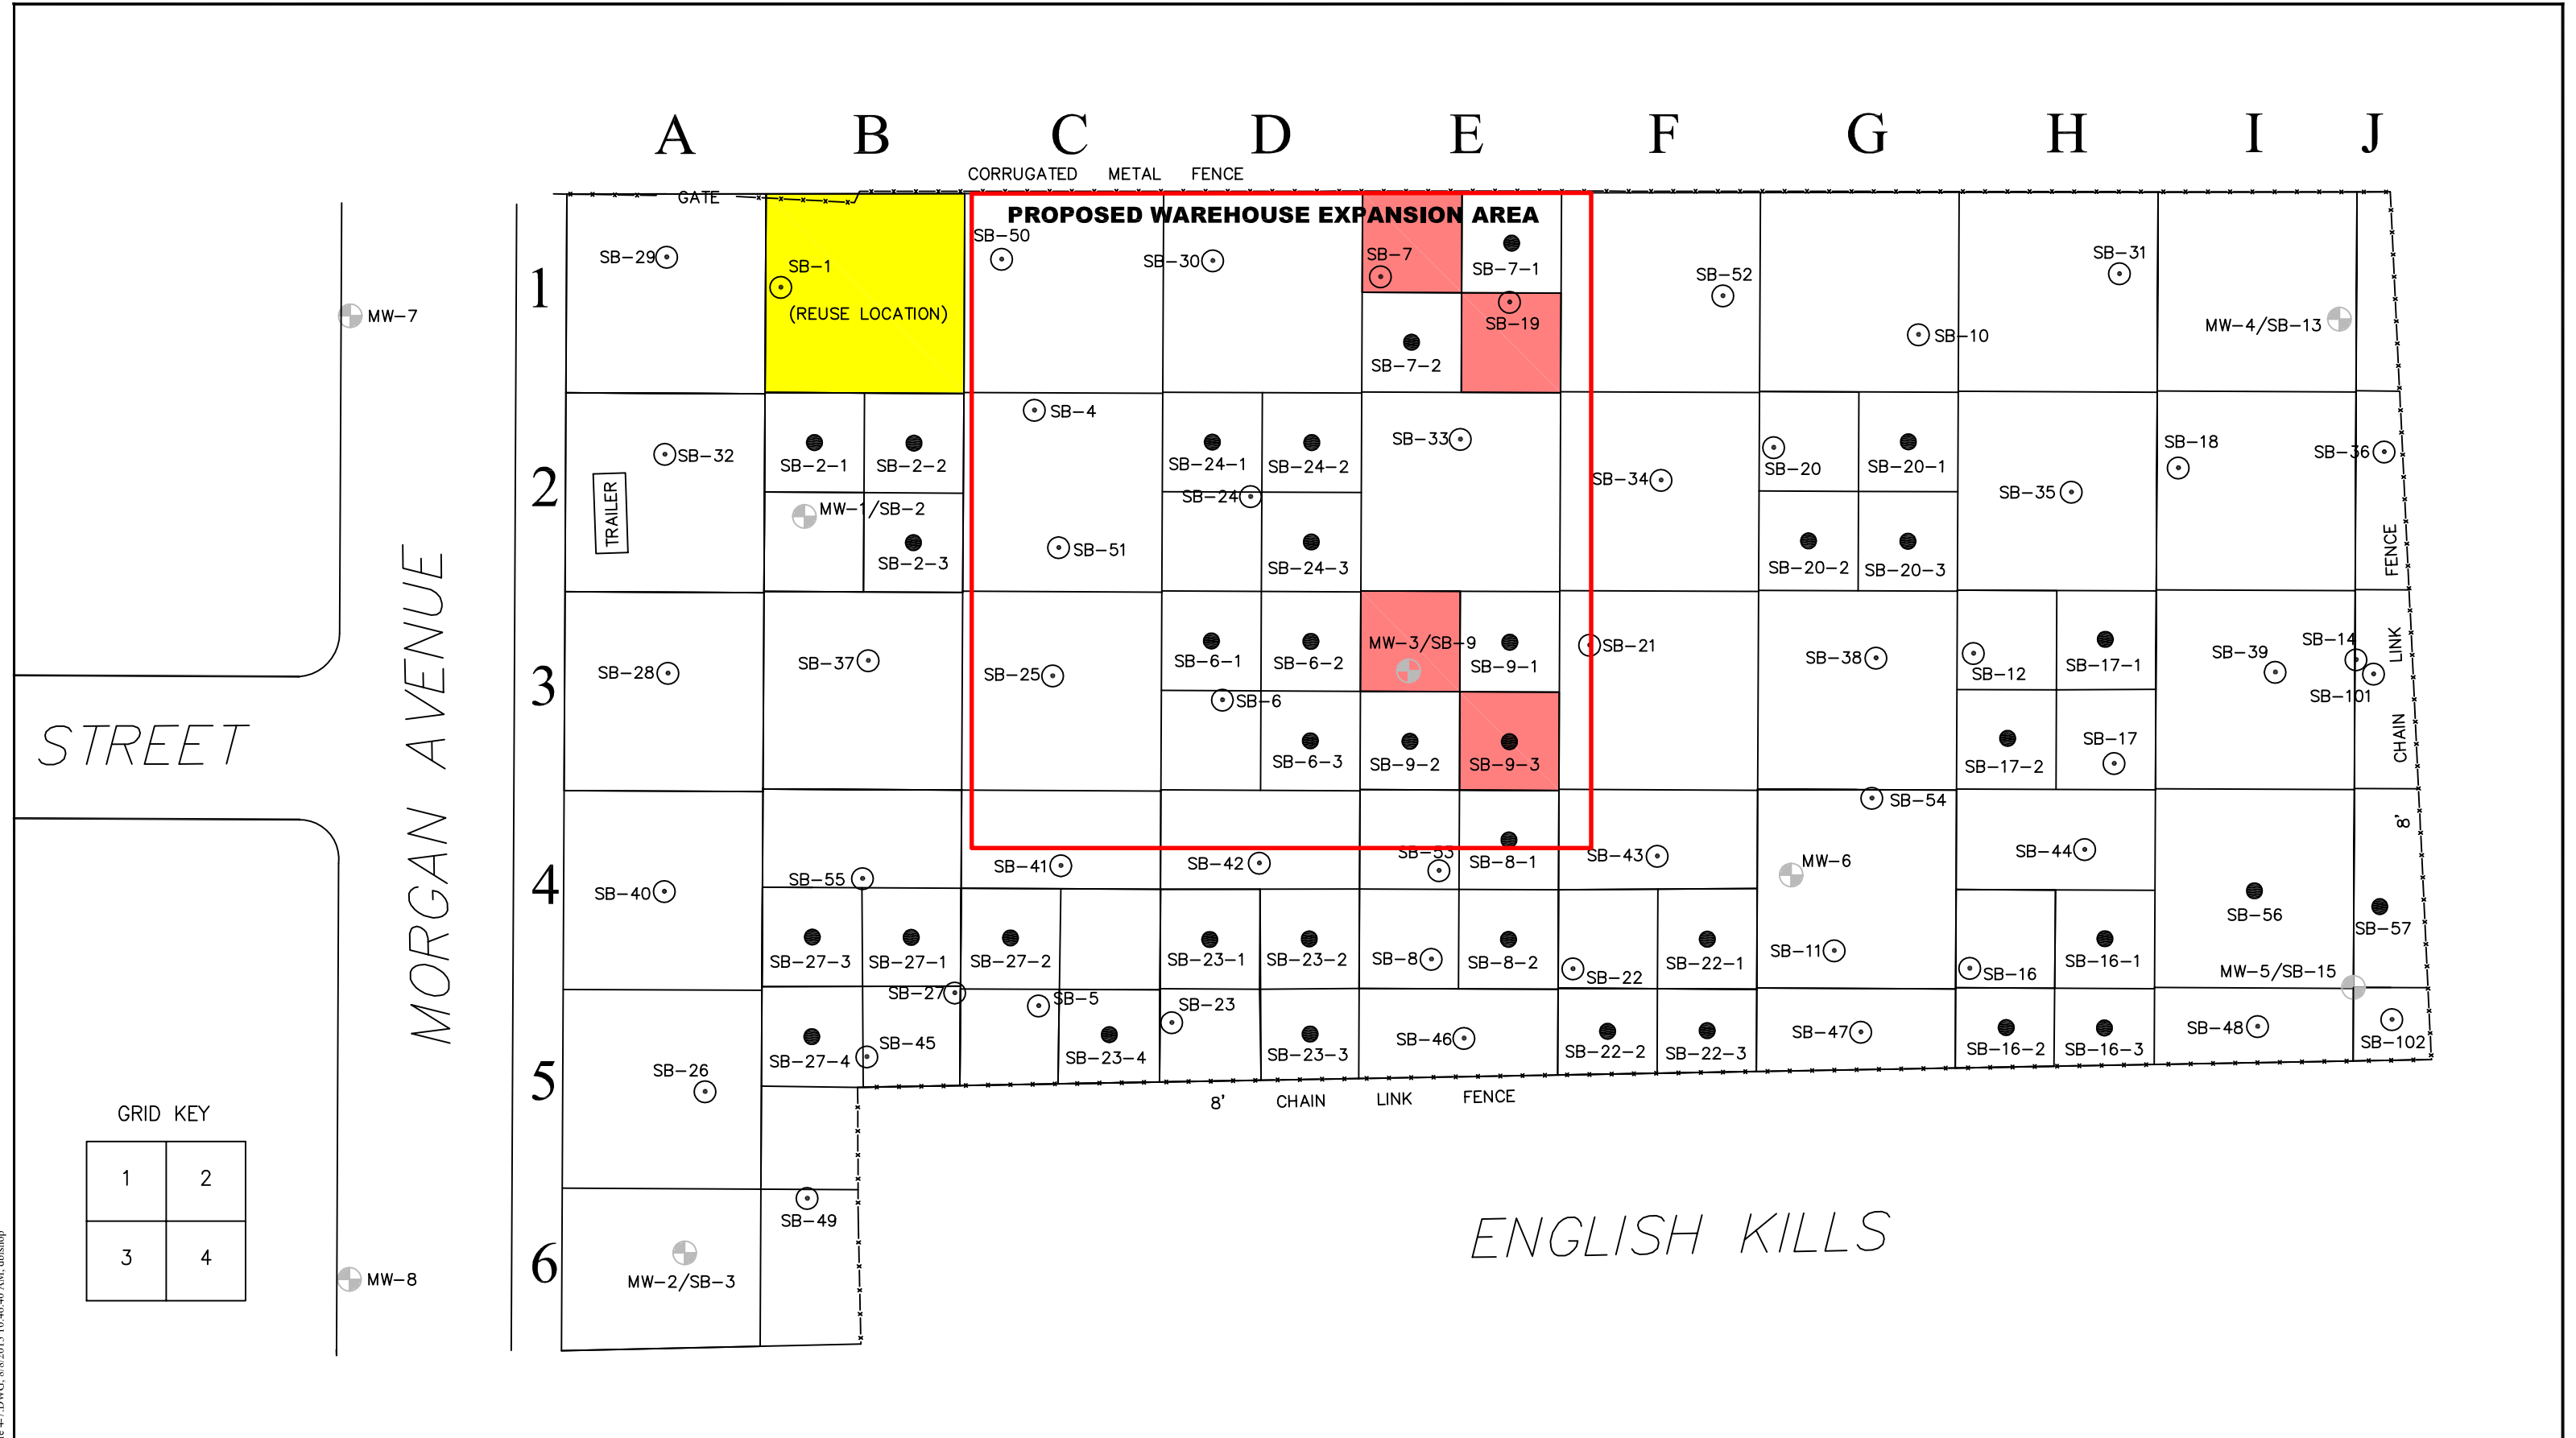 A B C D E F G H I J
CORRUGATED METAL FENCE
GATE
PROPOSED WAREHOUSE EXPANSION AREA
1
SB-29
SB-1
(REUSE LOCATION)
SB-50
SB-30
SB-7
SB-7-1
SB-19
SB-7-2
SB-52
SB-10
SB-31
MW-4/SB-13
MW-7
2
SB-32
TRAILER
SB-2-1
SB-2-2
MW-1/SB-2
SB-2-3
SB-4
SB-51
SB-24-1
SB-24-2
SB-24
SB-24-3
SB-33
SB-34
SB-20
SB-20-1
SB-20-2
SB-20-3
SB-35
SB-18
SB-36
3
SB-28
SB-37
SB-25
SB-6-1
SB-6-2
SB-6
SB-6-3
MW-3/SB-9
SB-9-1
SB-9-2
SB-9-3
SB-21
SB-38
SB-12
SB-17-1
SB-17-2
SB-17
SB-39
SB-14
SB-101
8' CHAIN LINK FENCE
STREET
MORGAN AVENUE
4
SB-40
SB-55
SB-27-3
SB-27-1
SB-41
SB-27-2
SB-42
SB-23-1
SB-23-2
SB-53
SB-8-1
SB-8
SB-8-2
SB-43
SB-22
SB-22-1
SB-54
MW-6
SB-11
SB-44
SB-16
SB-16-1
SB-56
SB-57
MW-5/SB-15
5
SB-26
SB-27
SB-27-4
SB-45
SB-5
SB-23-4
SB-23
SB-23-3
SB-46
SB-22-2
SB-22-3
SB-47
SB-16-2
SB-16-3
SB-48
SB-102
8' CHAIN LINK FENCE
6
SB-49
MW-2/SB-3
MW-8
ENGLISH KILLS
GRID KEY
1 2
3 4